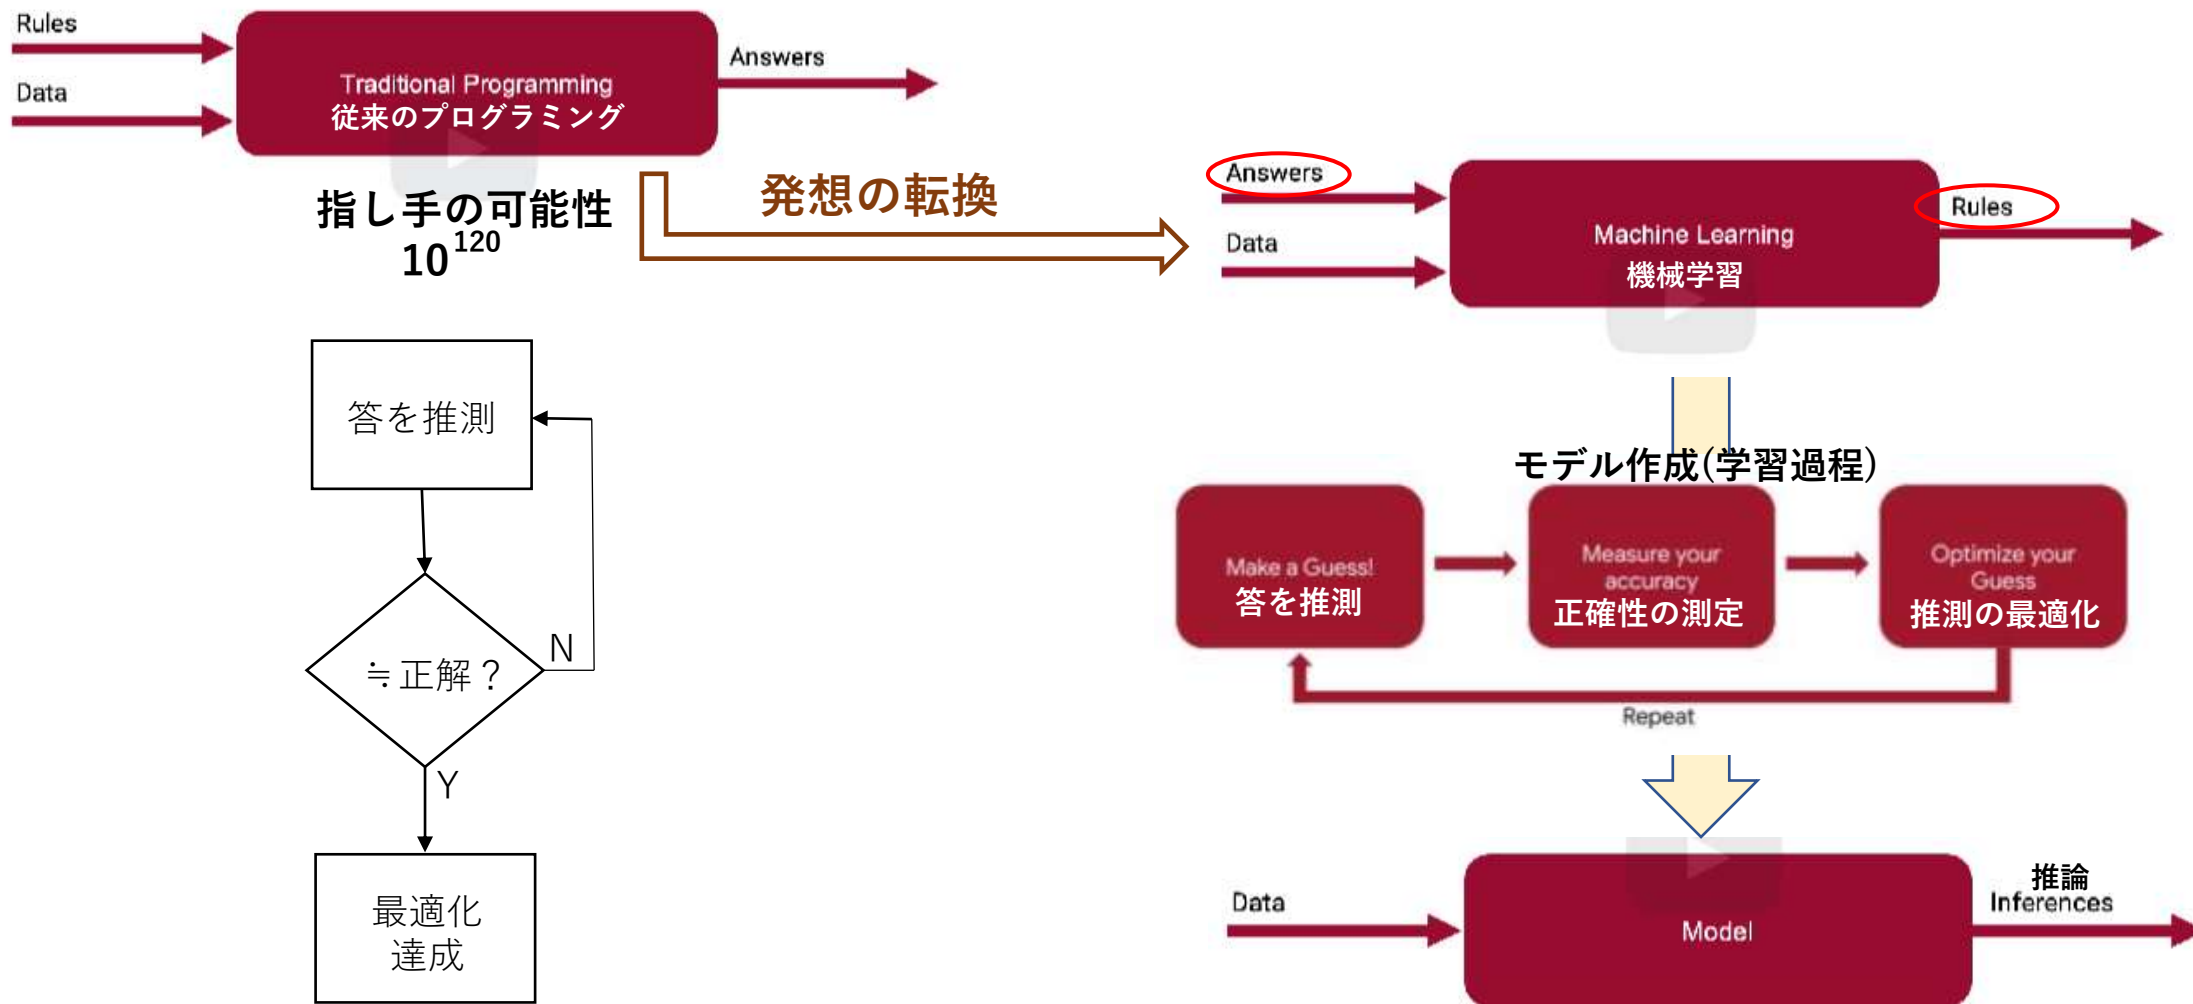 Rules
Data
Traditional Programming
従来のプログラミング
Answers
指し手の可能性
10^120
発想の転換
Answers
Data
Machine Learning
機械学習
Rules
答を推測
≒正解？
N
Y
最適化
達成
モデル作成(学習過程)
Make a Guess!
答を推測
Measure your
accuracy
正確性の測定
Optimize your
Guess
推測の最適化
Repeat
Data
Model
推論
Inferences